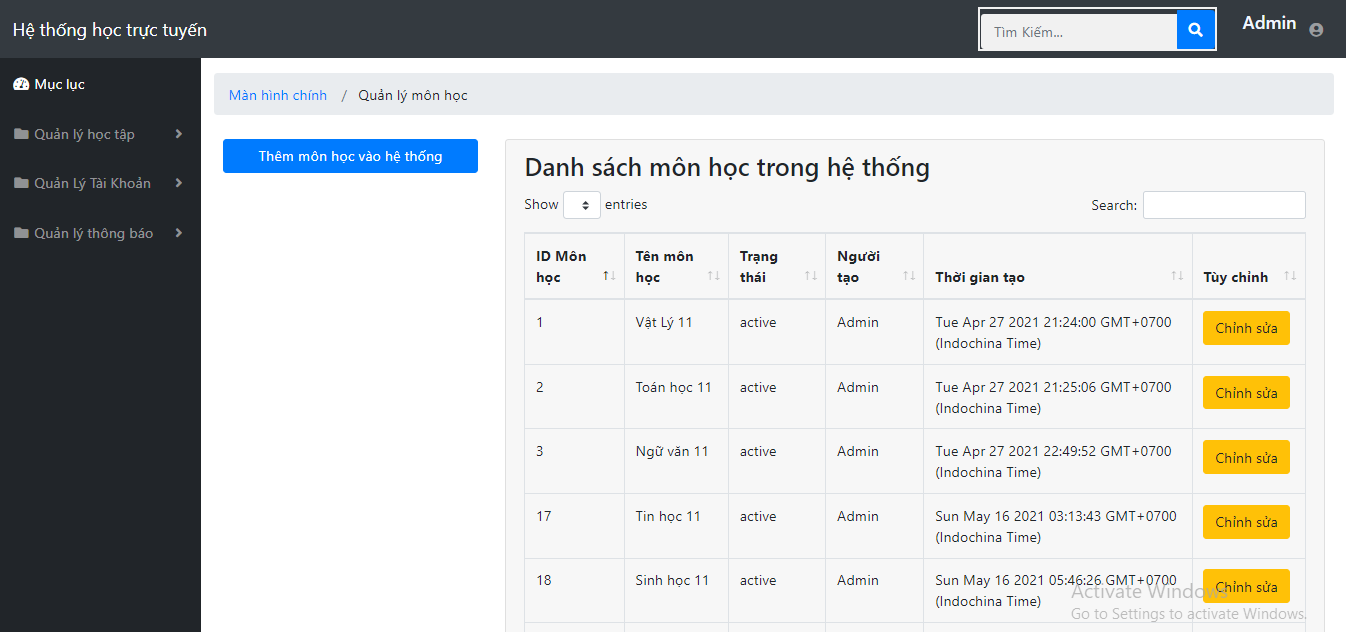 Hệ thống học trực tuyến
Tìm Kiếm...
Admin
Mục lục
Quản lý học tập
Quản Lý Tài Khoản
Quản lý thông báo
Màn hình chính / Quản lý môn học
Thêm môn học vào hệ thống
Danh sách môn học trong hệ thống
Show entries
Search:
ID Môn học
Tên môn học
Trạng thái
Người tạo
Thời gian tạo
Tùy chỉnh
1 Vật Lý 11 active Admin Tue Apr 27 2021 21:24:00 GMT+0700 Chỉnh sửa
(Indochina Time)
2 Toán học 11 active Admin Tue Apr 27 2021 21:25:06 GMT+0700 Chỉnh sửa
(Indochina Time)
3 Ngữ văn 11 active Admin Tue Apr 27 2021 22:49:52 GMT+0700 Chỉnh sửa
(Indochina Time)
17 Tin học 11 active Admin Sun May 16 2021 03:13:43 GMT+0700 Chỉnh sửa
(Indochina Time)
18 Sinh học 11 active Admin Sun May 16 2021 05:46:26 GMT+0700 Chỉnh sửa
(Indochina Time)
Activate Windows
Go to Settings to activate Windows.